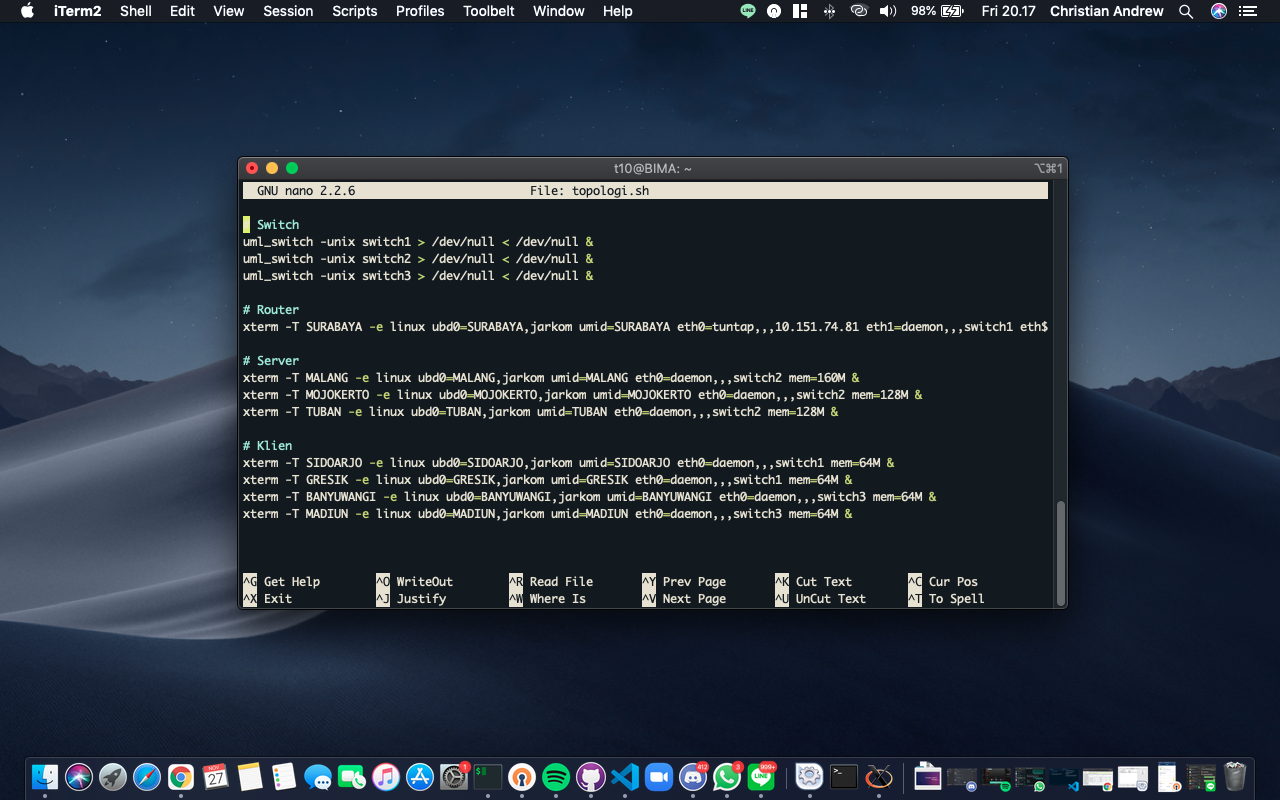 iTerm2 Shell Edit View Session Scripts Profiles Toolbelt Window Help LINE 98% Fri 20.17 Christian Andrew
t10@BIMA: ~ ⌥⌘1
GNU nano 2.2.6 File: topologi.sh
Switch
uml_switch -unix switch1 > /dev/null < /dev/null &
uml_switch -unix switch2 > /dev/null < /dev/null &
uml_switch -unix switch3 > /dev/null < /dev/null &
# Router
xterm -T SURABAYA -e linux ubd0=SURABAYA,jarkom umid=SURABAYA eth0=tuntap,,,10.151.74.81 eth1=daemon,,,switch1 eth$
# Server
xterm -T MALANG -e linux ubd0=MALANG,jarkom umid=MALANG eth0=daemon,,,switch2 mem=160M &
xterm -T MOJOKERTO -e linux ubd0=MOJOKERTO,jarkom umid=MOJOKERTO eth0=daemon,,,switch2 mem=128M &
xterm -T TUBAN -e linux ubd0=TUBAN,jarkom umid=TUBAN eth0=daemon,,,switch2 mem=128M &
# Klien
xterm -T SIDOARJO -e linux ubd0=SIDOARJO,jarkom umid=SIDOARJO eth0=daemon,,,switch1 mem=64M &
xterm -T GRESIK -e linux ubd0=GRESIK,jarkom umid=GRESIK eth0=daemon,,,switch1 mem=64M &
xterm -T BANYUWANGI -e linux ubd0=BANYUWANGI,jarkom umid=BANYUWANGI eth0=daemon,,,switch3 mem=64M &
xterm -T MADIUN -e linux ubd0=MADIUN,jarkom umid=MADIUN eth0=daemon,,,switch3 mem=64M &
^G Get Help ^O WriteOut ^R Read File ^Y Prev Page ^K Cut Text ^C Cur Pos
^X Exit ^J Justify ^W Where Is ^V Next Page ^U UnCut Text ^T To Spell
NOV 27 1 $ 412 3 LINE 999+ >_